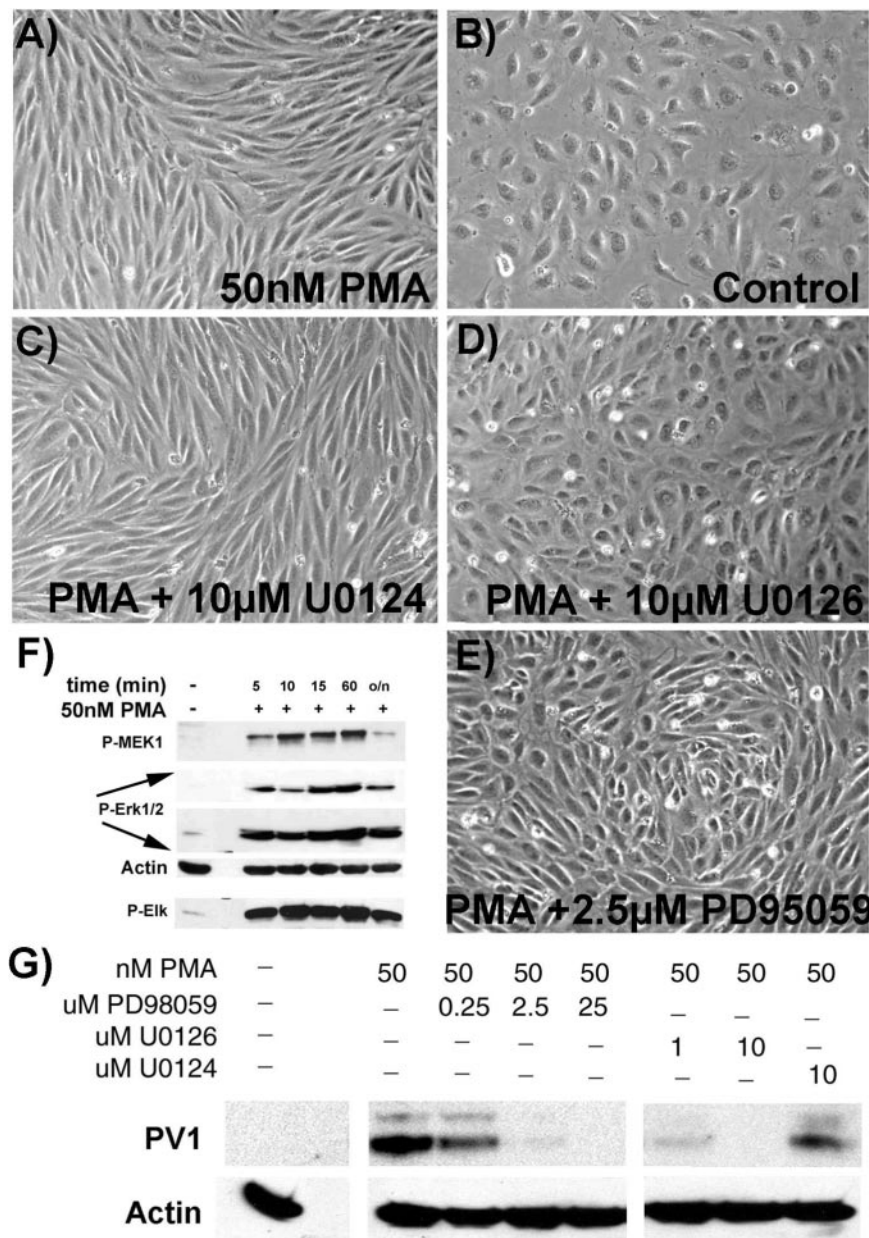 A)
50nM PMA
B)
Control
C)
PMA + 10µM U0124
D)
PMA + 10µM U0126
E)
PMA +2.5µM PD95059
F)
time (min) - 5 10 15 60 o/n
50nM PMA - + + + + +
P-MEK1
P-Erk1/2
Actin
P-Elk
G)
nM PMA – 50 50 50 50 50 50 50
uM PD98059 – – 0.25 2.5 25 – – –
uM U0126 – – – – – 1 10 –
uM U0124 – – – – – – – 10
PV1
Actin